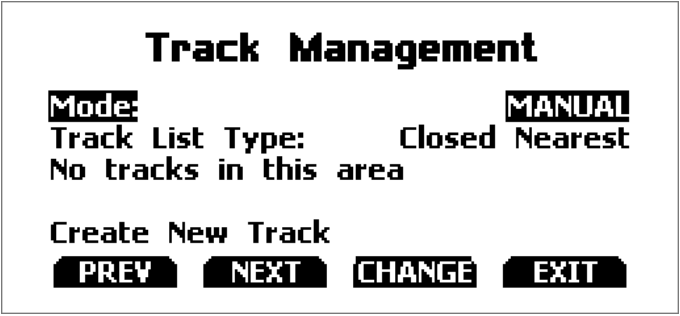 Track Management
Mode: MANUAL
Track List Type: Closed Nearest
No tracks in this area
Create New Track
PREV NEXT CHANGE EXIT